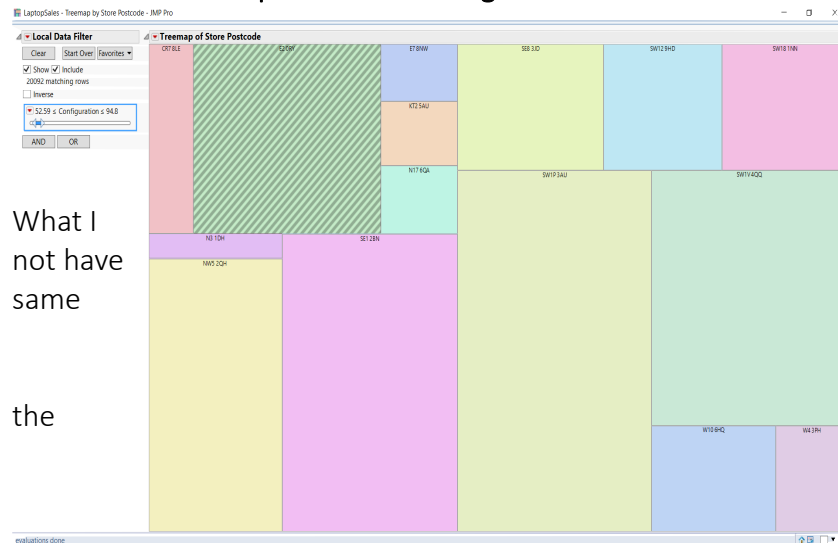 LaptopSales - Treemap by Store Postcode - JMP Pro
Local Data Filter
Clear Start Over Favorites
Show Include
20092 matching rows
Inverse
52.59 ≤ Configuration ≤ 94.8
AND OR
Treemap of Store Postcode
CR7 8LE
E2 0RY
E7 8NW
SE8 3JD
SW12 9HD
SW18 1NN
KT2 5AU
N17 6QA
SW1P 3AU
SW1V 4QQ
N3 1DH
SE1 2BN
NW5 2QH
W10 6HQ
W4 3PH
What I
not have
same
the
evaluations done